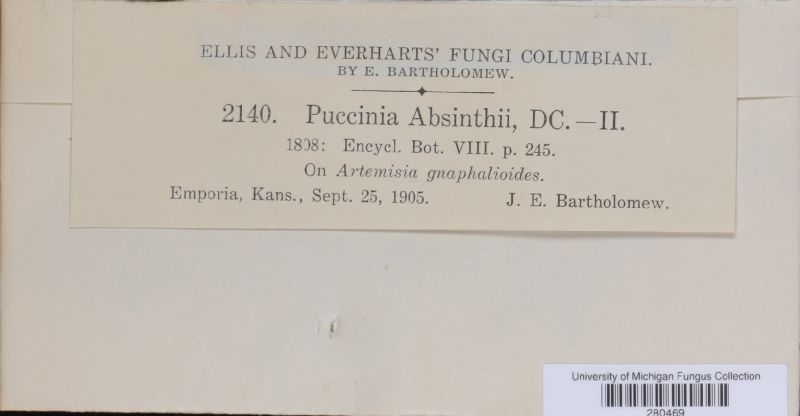 ELLIS AND EVERHARTS' FUNGI COLUMBIANI.
BY E. BARTHOLOMEW.
2140. Puccinia Absinthii, DC.—II.
1808: Encycl. Bot. VIII. p. 245.
On Artemisia gnaphalioides.
Emporia, Kans., Sept. 25, 1905. J. E. Bartholomew.
University of Michigan Fungus Collection
280469